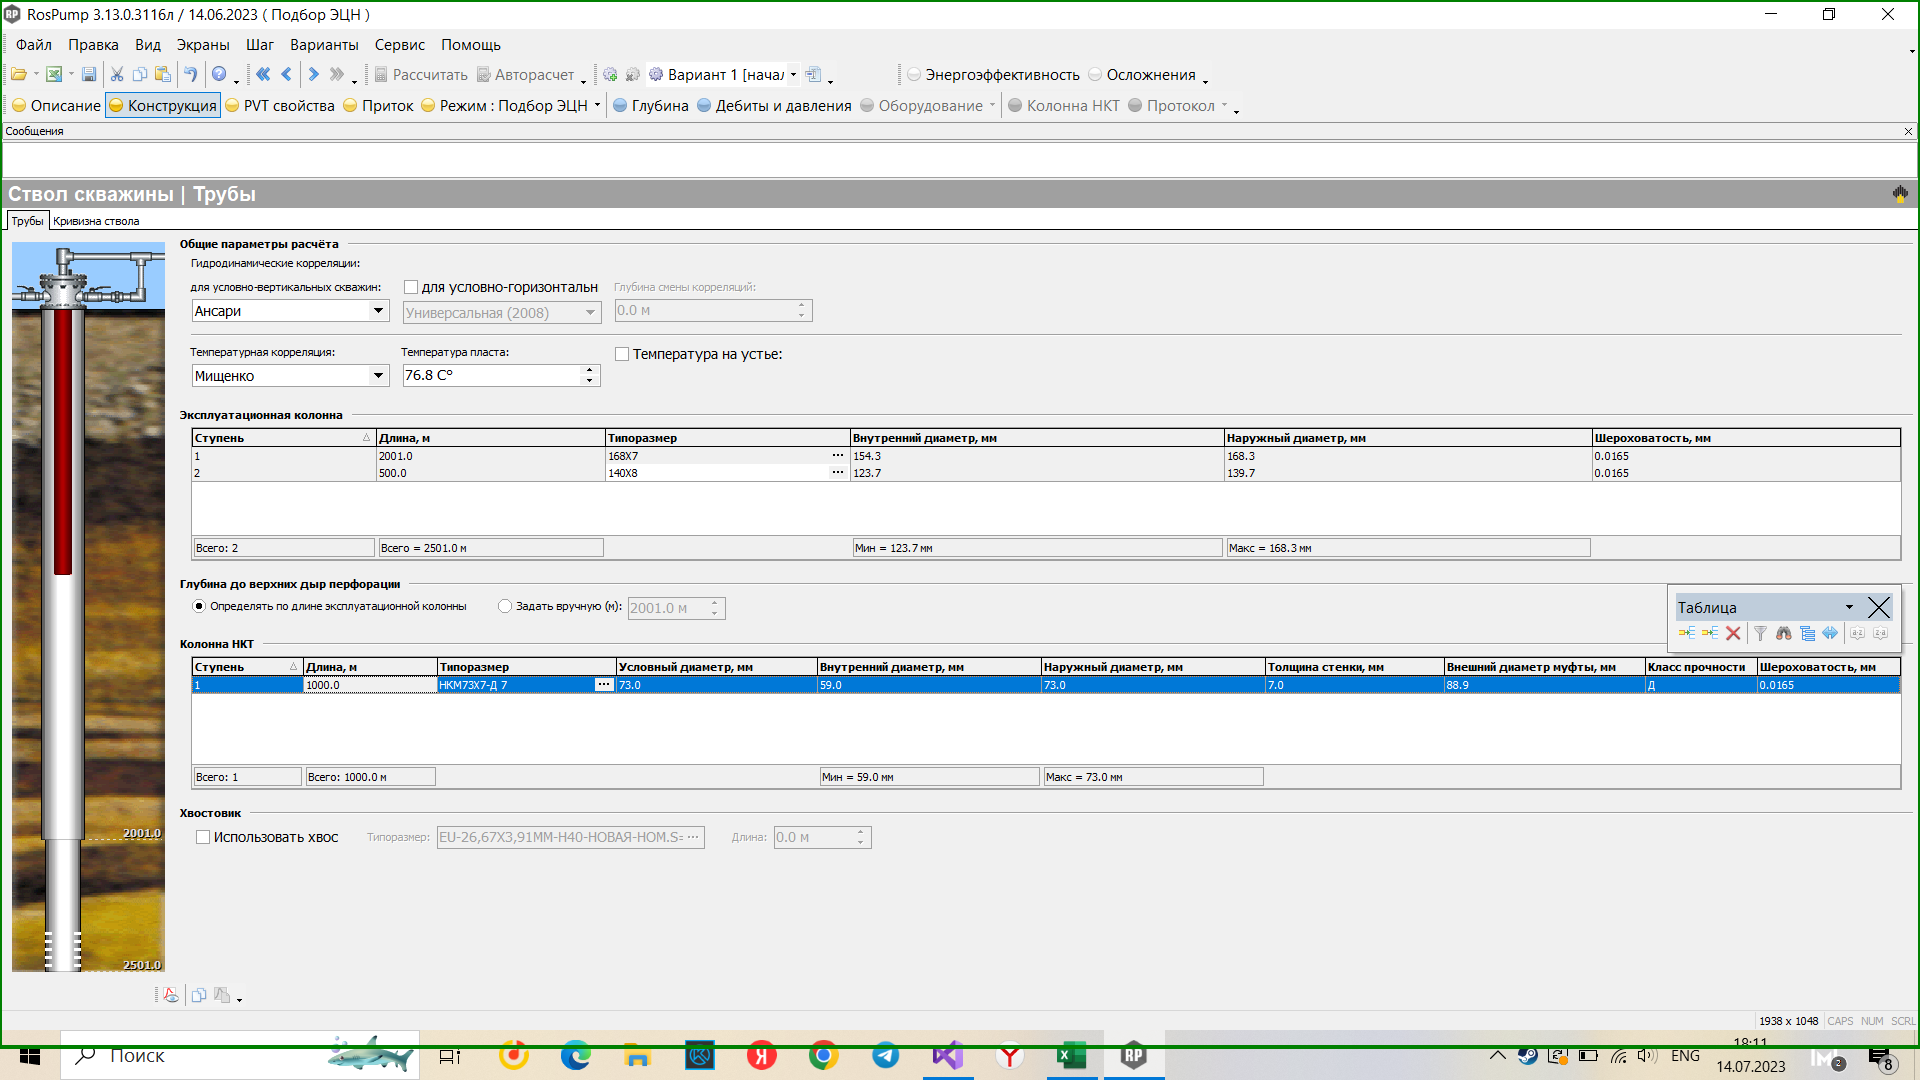 RosPump 3.13.0.3116л / 14.06.2023 ( Подбор ЭЦН )
Файл Правка Вид Экраны Шаг Варианты Сервис Помощь
Рассчитать Авторасчет Вариант 1 [начал Энергоэффективность Осложнения
Описание Конструкция PVT свойства Приток Режим : Подбор ЭЦН Глубина Дебиты и давления Оборудование Колонна НКТ Протокол
Сообщения
Ствол скважины | Трубы
Трубы Кривизна ствола
Общие параметры расчёта
Гидродинамические корреляции:
для условно-вертикальных скважин: для условно-горизонтальн Глубина смены корреляций:
Ансари Универсальная (2008) 0.0 м
Температурная корреляция: Температура пласта: Температура на устье:
Мищенко 76.8 C°
Эксплуатационная колонна
Ступень Длина, м Типоразмер Внутренний диаметр, мм Наружный диаметр, мм Шероховатость, мм
1 2001.0 168X7 ... 154.3 168.3 0.0165
2 500.0 140X8 ... 123.7 139.7 0.0165
Всего: 2 Всего = 2501.0 м Мин = 123.7 мм Макс = 168.3 мм
Глубина до верхних дыр перфорации
Определять по длине эксплуатационной колонны Задать вручную (м): 2001.0 м
Таблица
Колонна НКТ
Ступень Длина, м Типоразмер Условный диаметр, мм Внутренний диаметр, мм Наружный диаметр, мм Толщина стенки, мм Внешний диаметр муфты, мм Класс прочности Шероховатость, мм
1 1000.0 НКМ73X7-Д 7 ... 73.0 59.0 73.0 7.0 88.9 Д 0.0165
Всего: 1 Всего: 1000.0 м Мин = 59.0 мм Макс = 73.0 мм
Хвостовик
Использовать хвос Типоразмер: EU-26,67X3,91ММ-Н40-НОВАЯ-НОМ.S= ... Длина: 0.0 м
2001.0
2501.0
1938 x 1048 CAPS NUM SCRL
Поиск
RP
ENG
18:11
14.07.2023
2
8